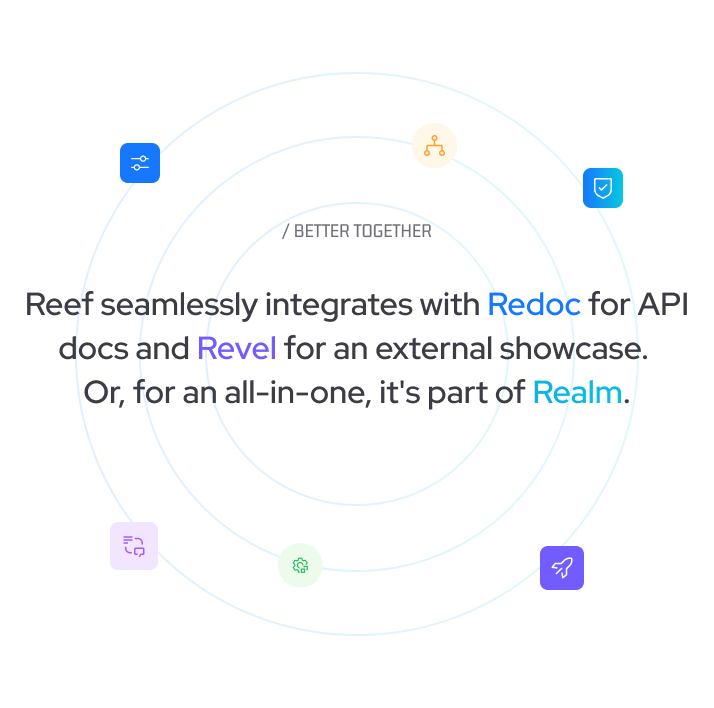 / BETTER TOGETHER
Reef seamlessly integrates with Redoc for API
docs and Revel for an external showcase.
Or, for an all-in-one, it's part of Realm.